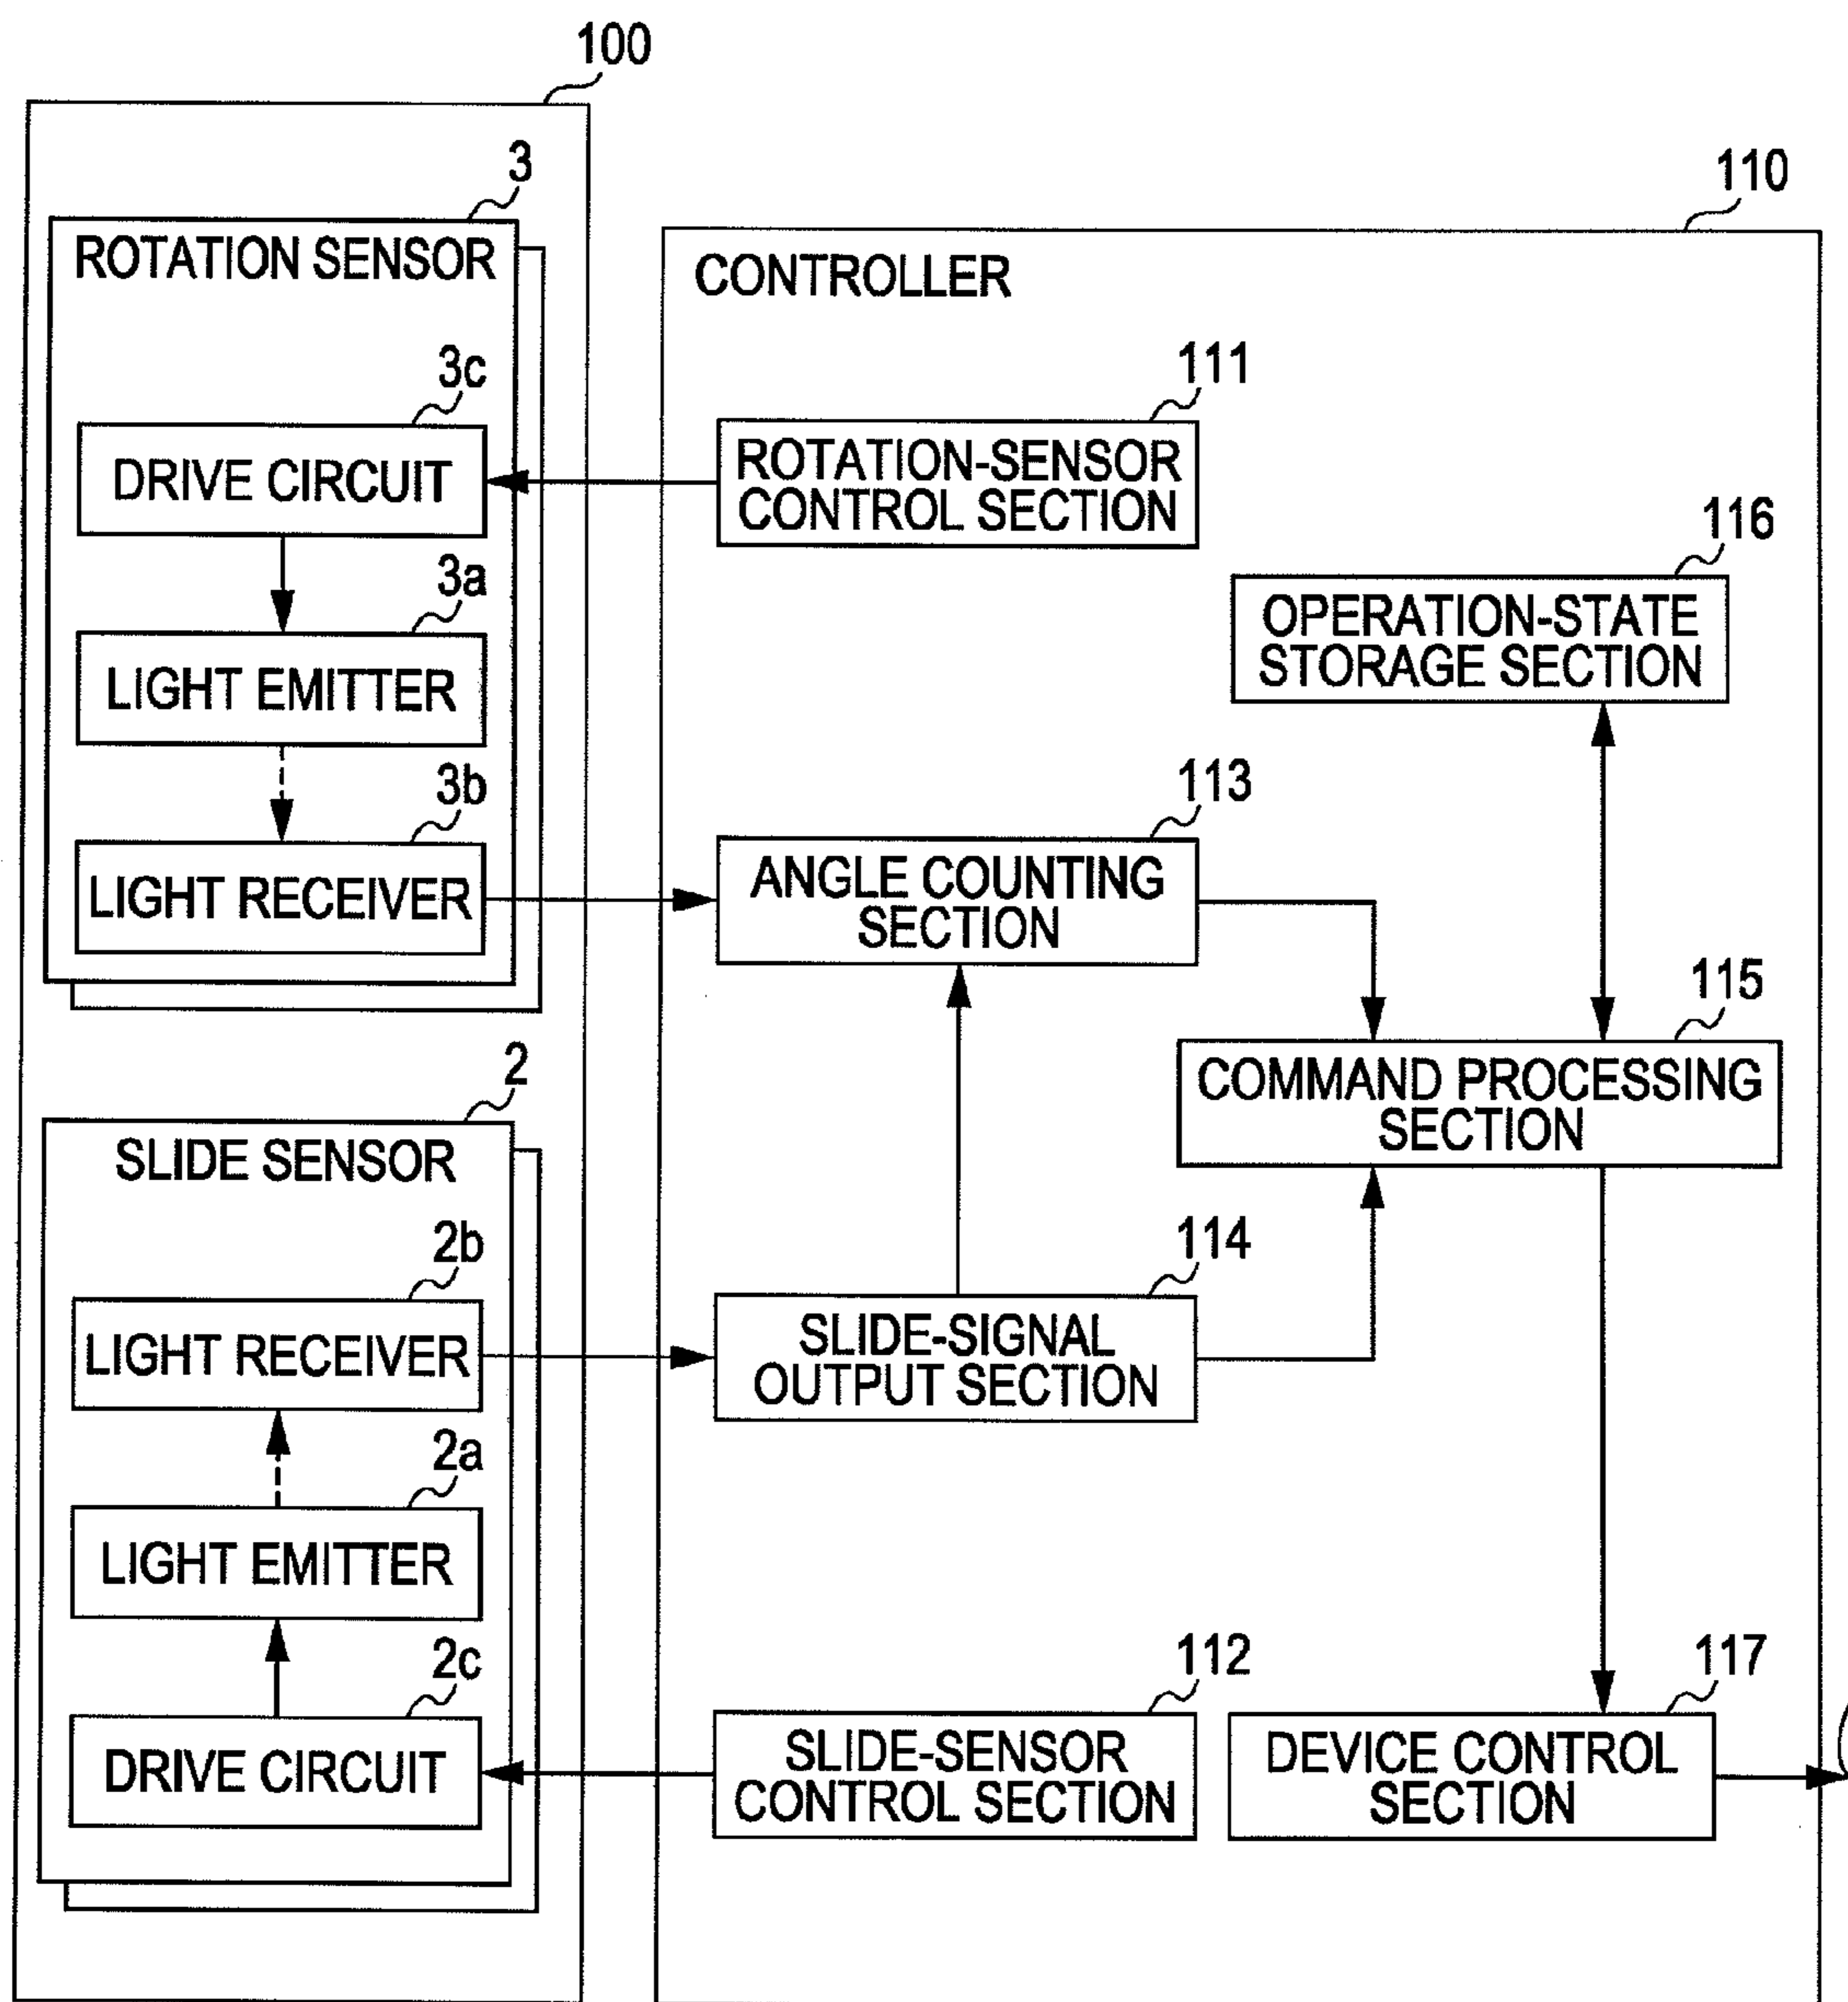 100
3
ROTATION SENSOR
3c
DRIVE CIRCUIT
3a
LIGHT EMITTER
3b
LIGHT RECEIVER
2
SLIDE SENSOR
2b
LIGHT RECEIVER
2a
LIGHT EMITTER
2c
DRIVE CIRCUIT
110
CONTROLLER
111
ROTATION-SENSOR
CONTROL SECTION
116
OPERATION-STATE
STORAGE SECTION
113
ANGLE COUNTING
SECTION
115
COMMAND PROCESSING
SECTION
114
SLIDE-SIGNAL
OUTPUT SECTION
112
SLIDE-SENSOR
CONTROL SECTION
117
DEVICE CONTROL
SECTION